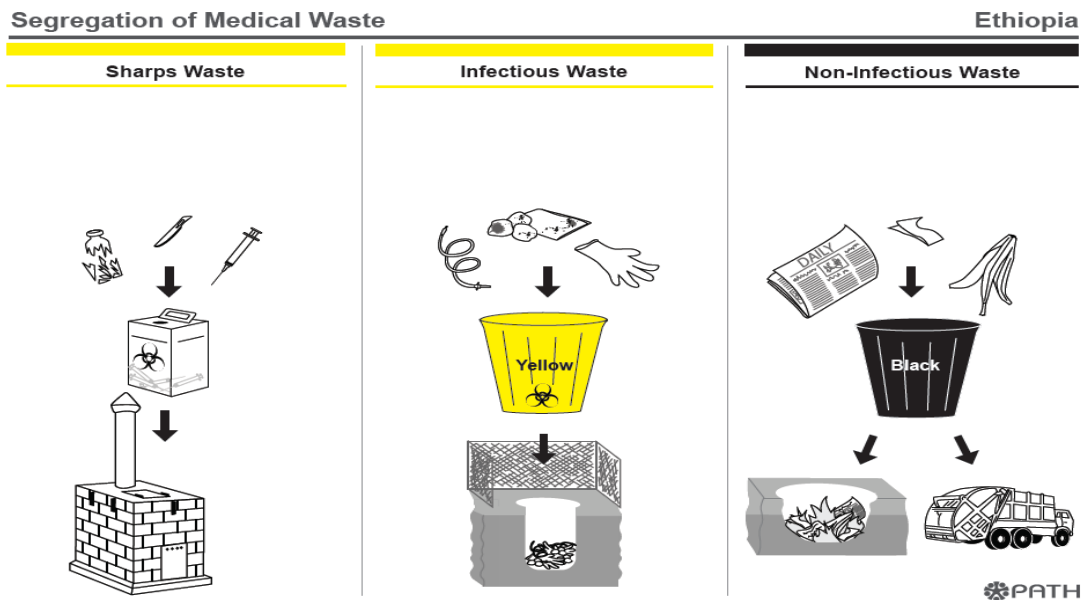 Segregation of Medical Waste
Ethiopia
Sharps Waste
Infectious Waste
Non-Infectious Waste
DAILY
Yellow
Black
PATH